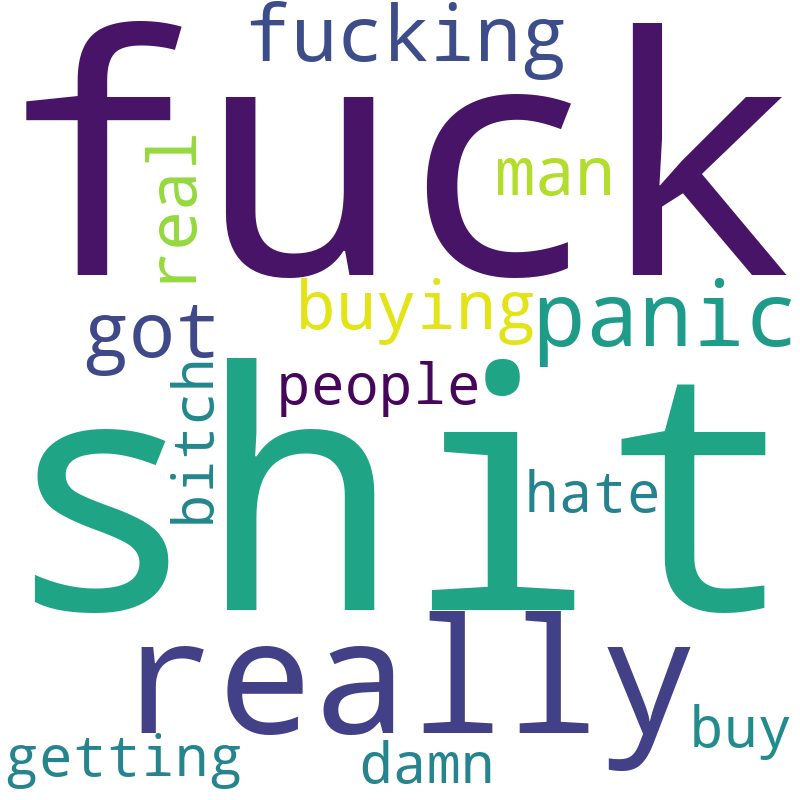 fucking
fuck
real
man
buying
panic
got
people
bitch
shit
hate
really
buy
getting
damn